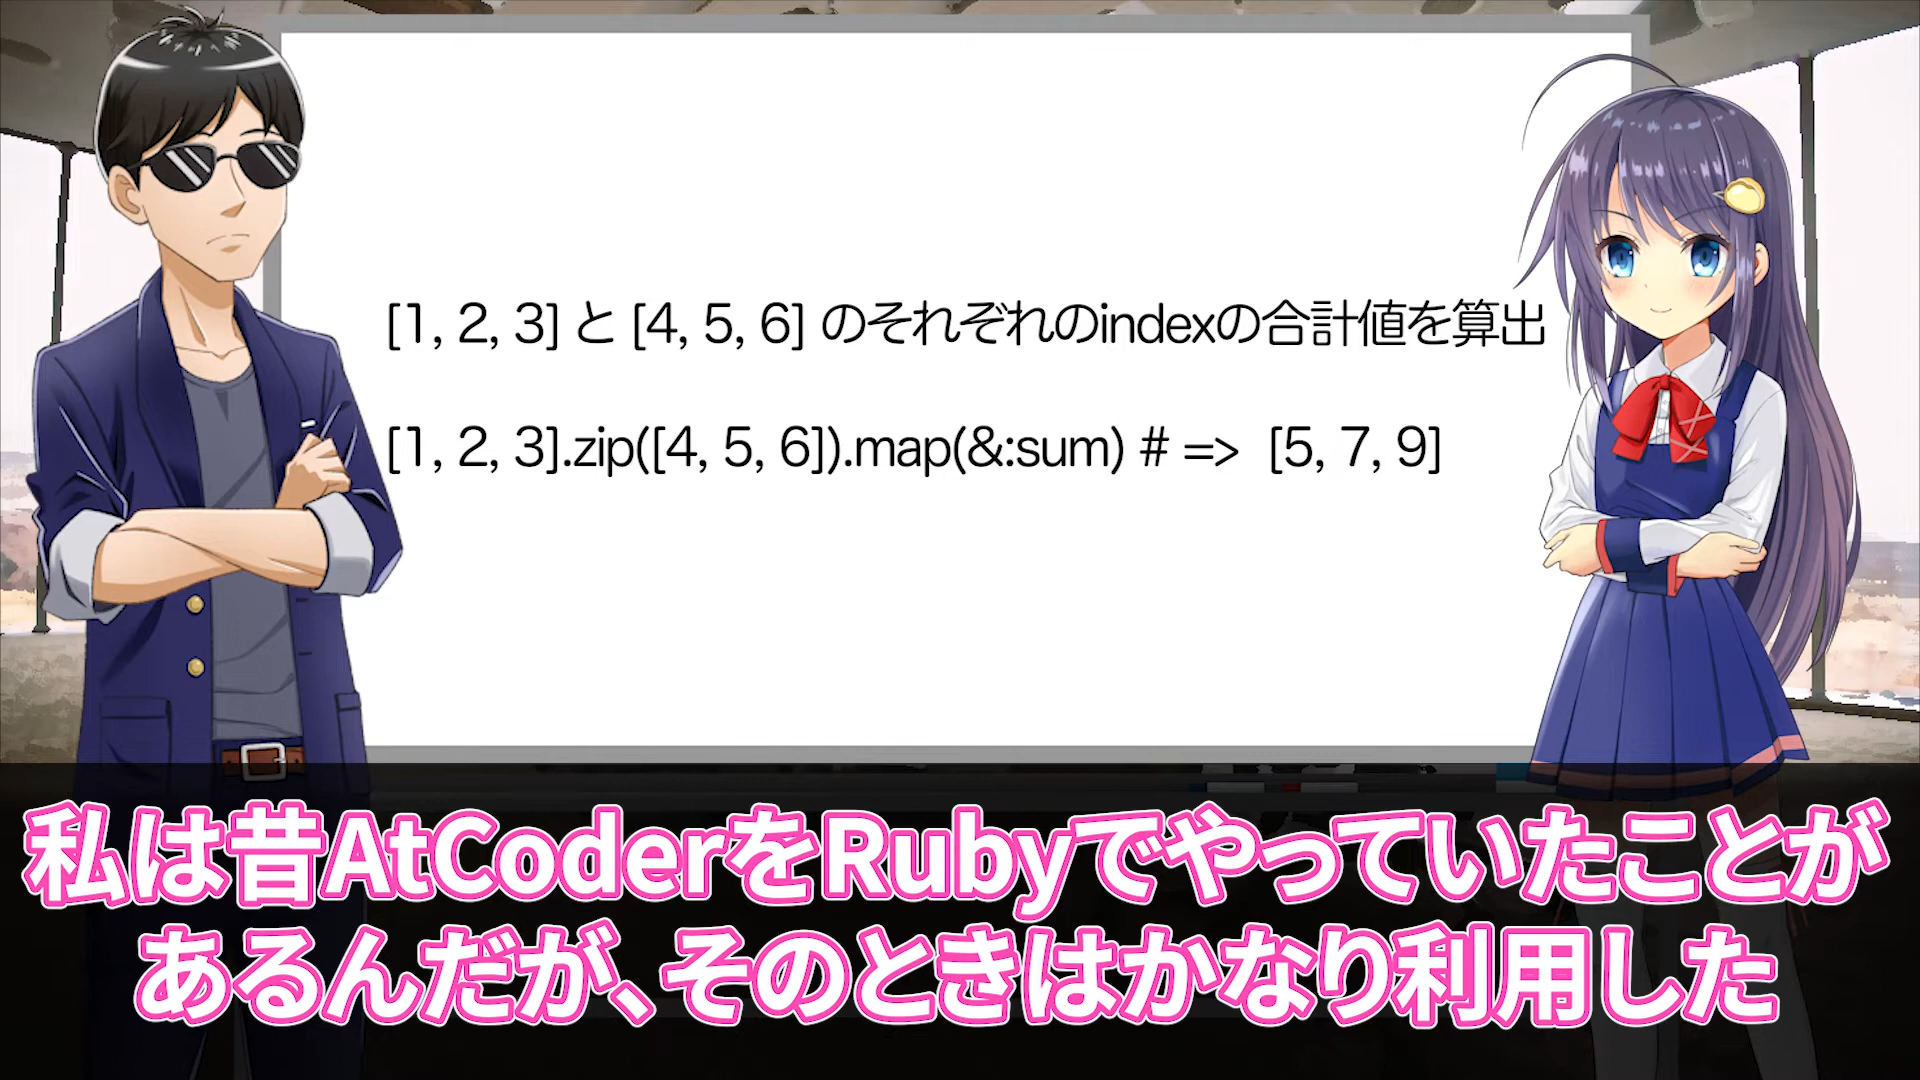 [1, 2, 3] と [4, 5, 6] のそれぞれのindexの合計値を算出
[1, 2, 3].zip([4, 5, 6]).map(&:sum) # => [5, 7, 9]
私は昔AtCoderをRubyでやっていたことが
あるんだが、そのときはかなり利用した